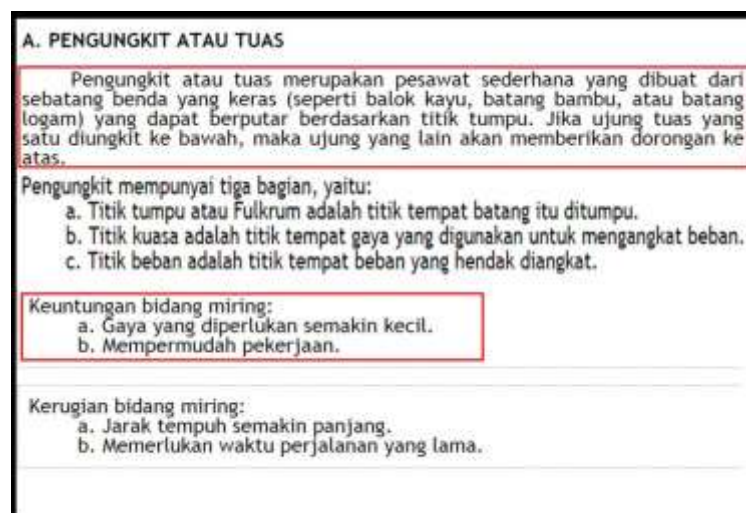 A. PENGUNGKIT ATAU TUAS
Pengungkit atau tuas merupakan pesawat sederhana yang dibuat dari
sebatang benda yang keras (seperti balok kayu, batang bambu, atau batang
logam) yang dapat berputar berdasarkan titik tumpu. Jika ujung tuas yang
satu diungkit ke bawah, maka ujung yang lain akan memberikan dorongan ke
atas.
Pengungkit mempunyai tiga bagian, yaitu:
a. Titik tumpu atau Fulkrum adalah titik tempat batang itu ditumpu.
b. Titik kuasa adalah titik tempat gaya yang digunakan untuk mengangkat beban.
c. Titik beban adalah titik tempat beban yang hendak diangkat.
Keuntungan bidang miring:
a. Gaya yang diperlukan semakin kecil.
b. Mempermudah pekerjaan.
Kerugian bidang miring:
a. Jarak tempuh semakin panjang.
b. Memerlukan waktu perjalanan yang lama.